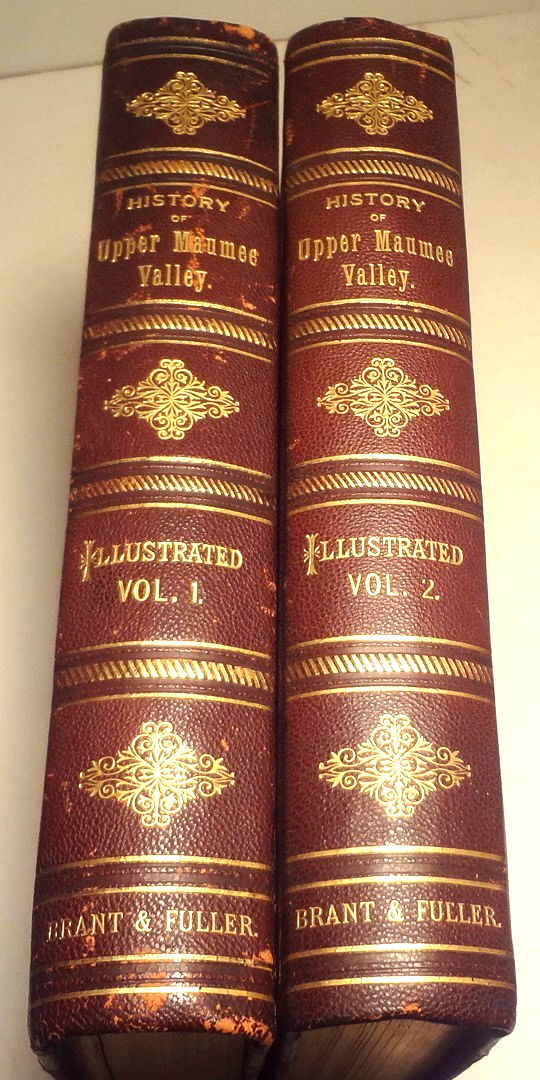 HISTORY
OF
Upper Maumee
Valley.
ILLUSTRATED
VOL. 1.
BRANT & FULLER.
HISTORY
OF
Upper Maumee
Valley.
ILLUSTRATED
VOL. 2.
BRANT & FULLER.